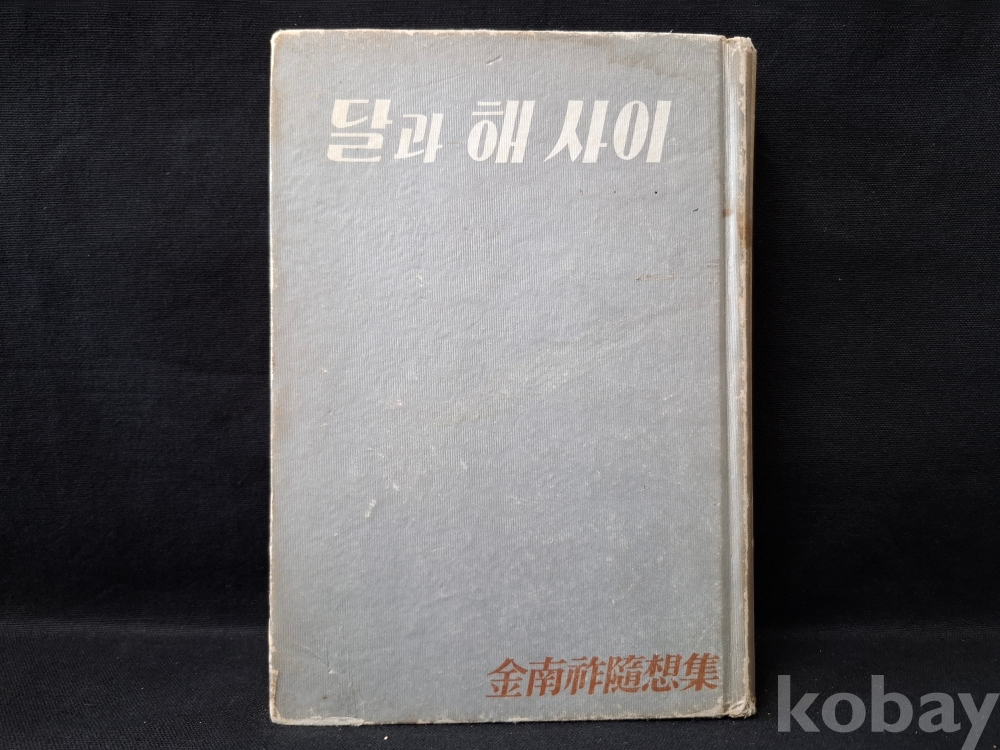 달과 해 사이
金南祚隨想集
kobay